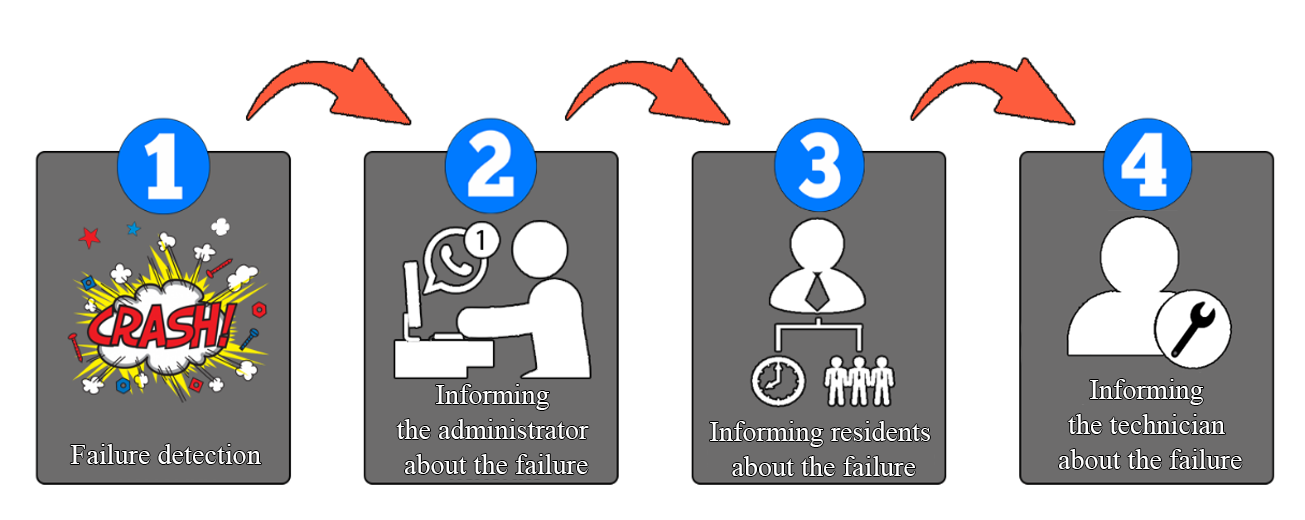 1
2
3
4
CRASH!
1
Failure detection
Informing
the administrator
about the failure
Informing residents
about the failure
Informing
the technician
about the failure